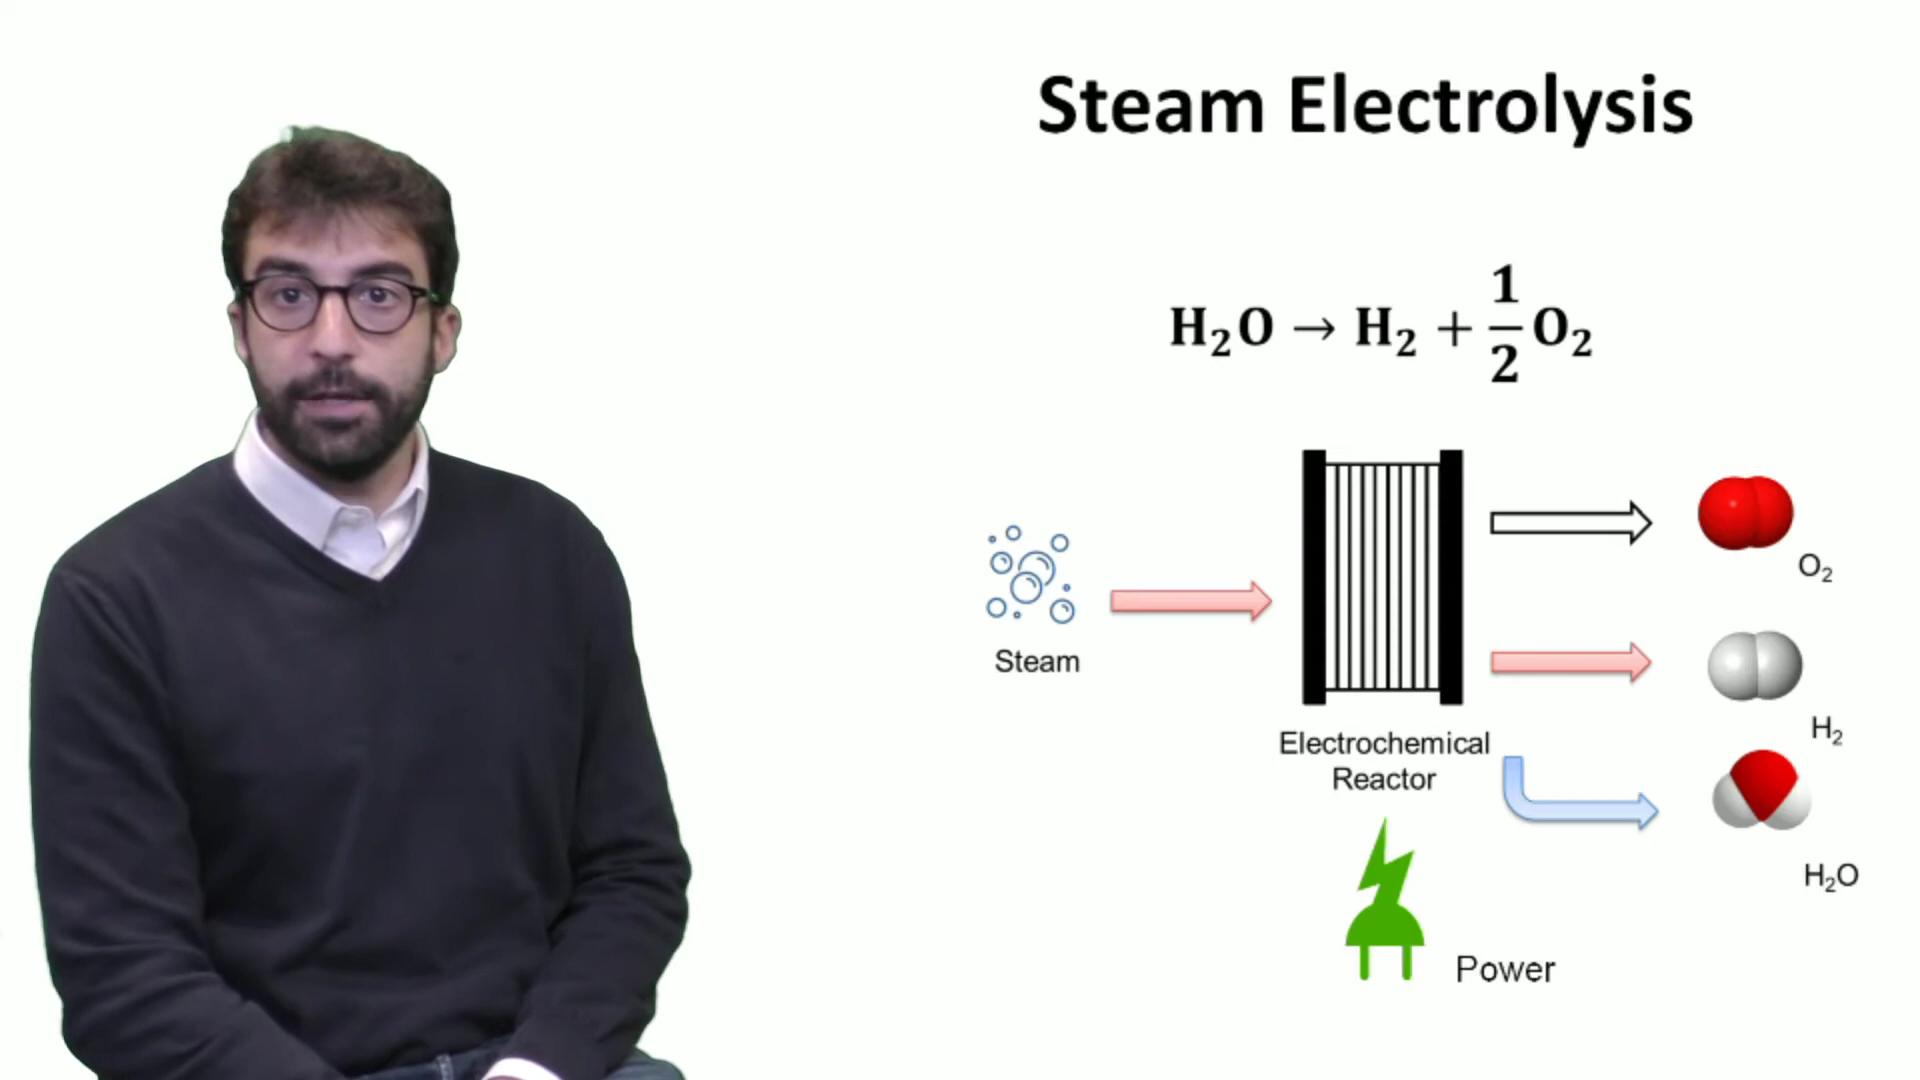 Steam Electrolysis
H₂O → H₂ + 1/2 O₂
O₂
Steam
H₂
Electrochemical
Reactor
H₂O
Power